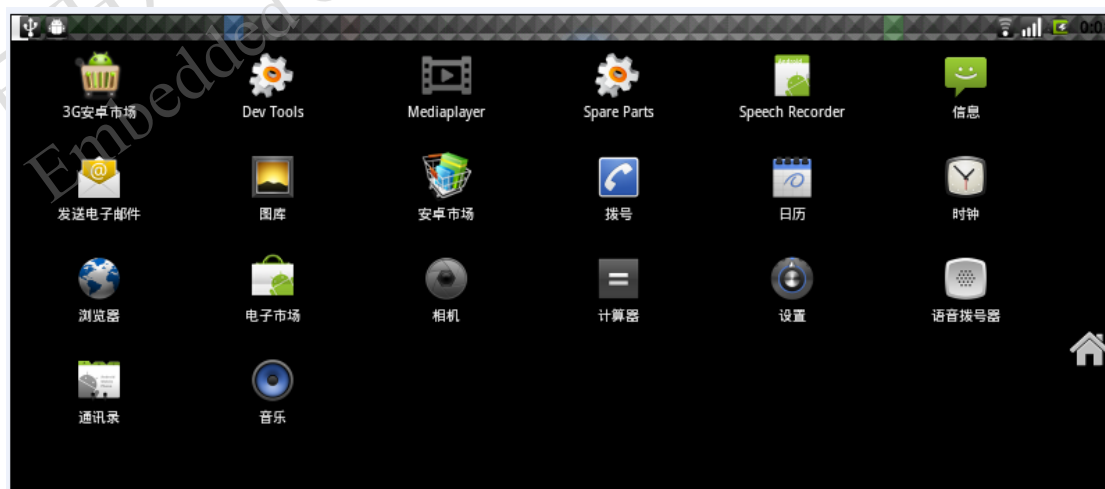 0:0
3G安卓市场
Dev Tools
Mediaplayer
Spare Parts
Speech Recorder
信息
发送电子邮件
图库
安卓市场
拨号
日历
时钟
浏览器
电子市场
相机
计算器
设置
语音拨号器
通讯录
音乐
Embedded